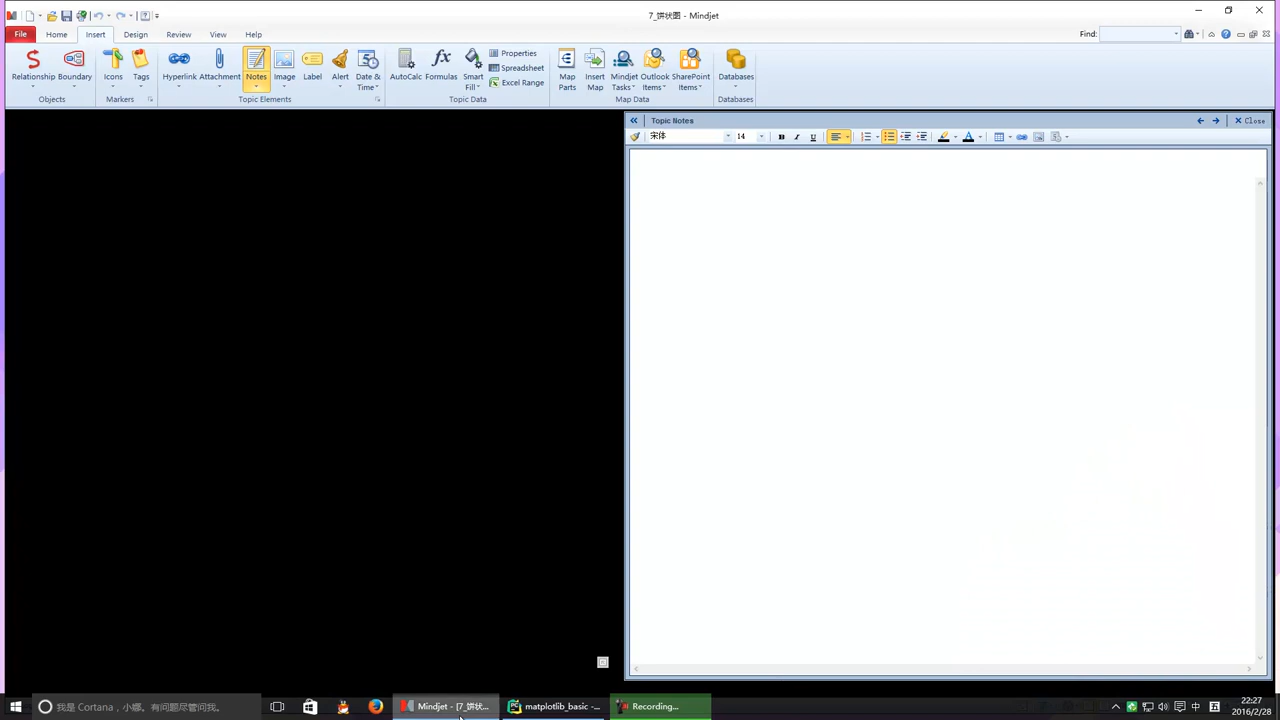 7_饼状图 - Mindjet
File Home Insert Design Review View Help Find:
Relationship Boundary Icons Tags Hyperlink Attachment Notes Image Label Alert Date & Time AutoCalc Formulas Smart Fill Properties Spreadsheet Excel Range Map Parts Insert Map Mindjet Tasks Outlook Items SharePoint Items Databases
Objects Markers Topic Elements Topic Data Map Data Databases
Topic Notes Close
宋体 14 B I U A
我是 Cortana，小娜。有问题尽管问我。 Mindjet - [7_饼状... matplotlib_basic -... Recording... 中 五 22:27
2016/2/28